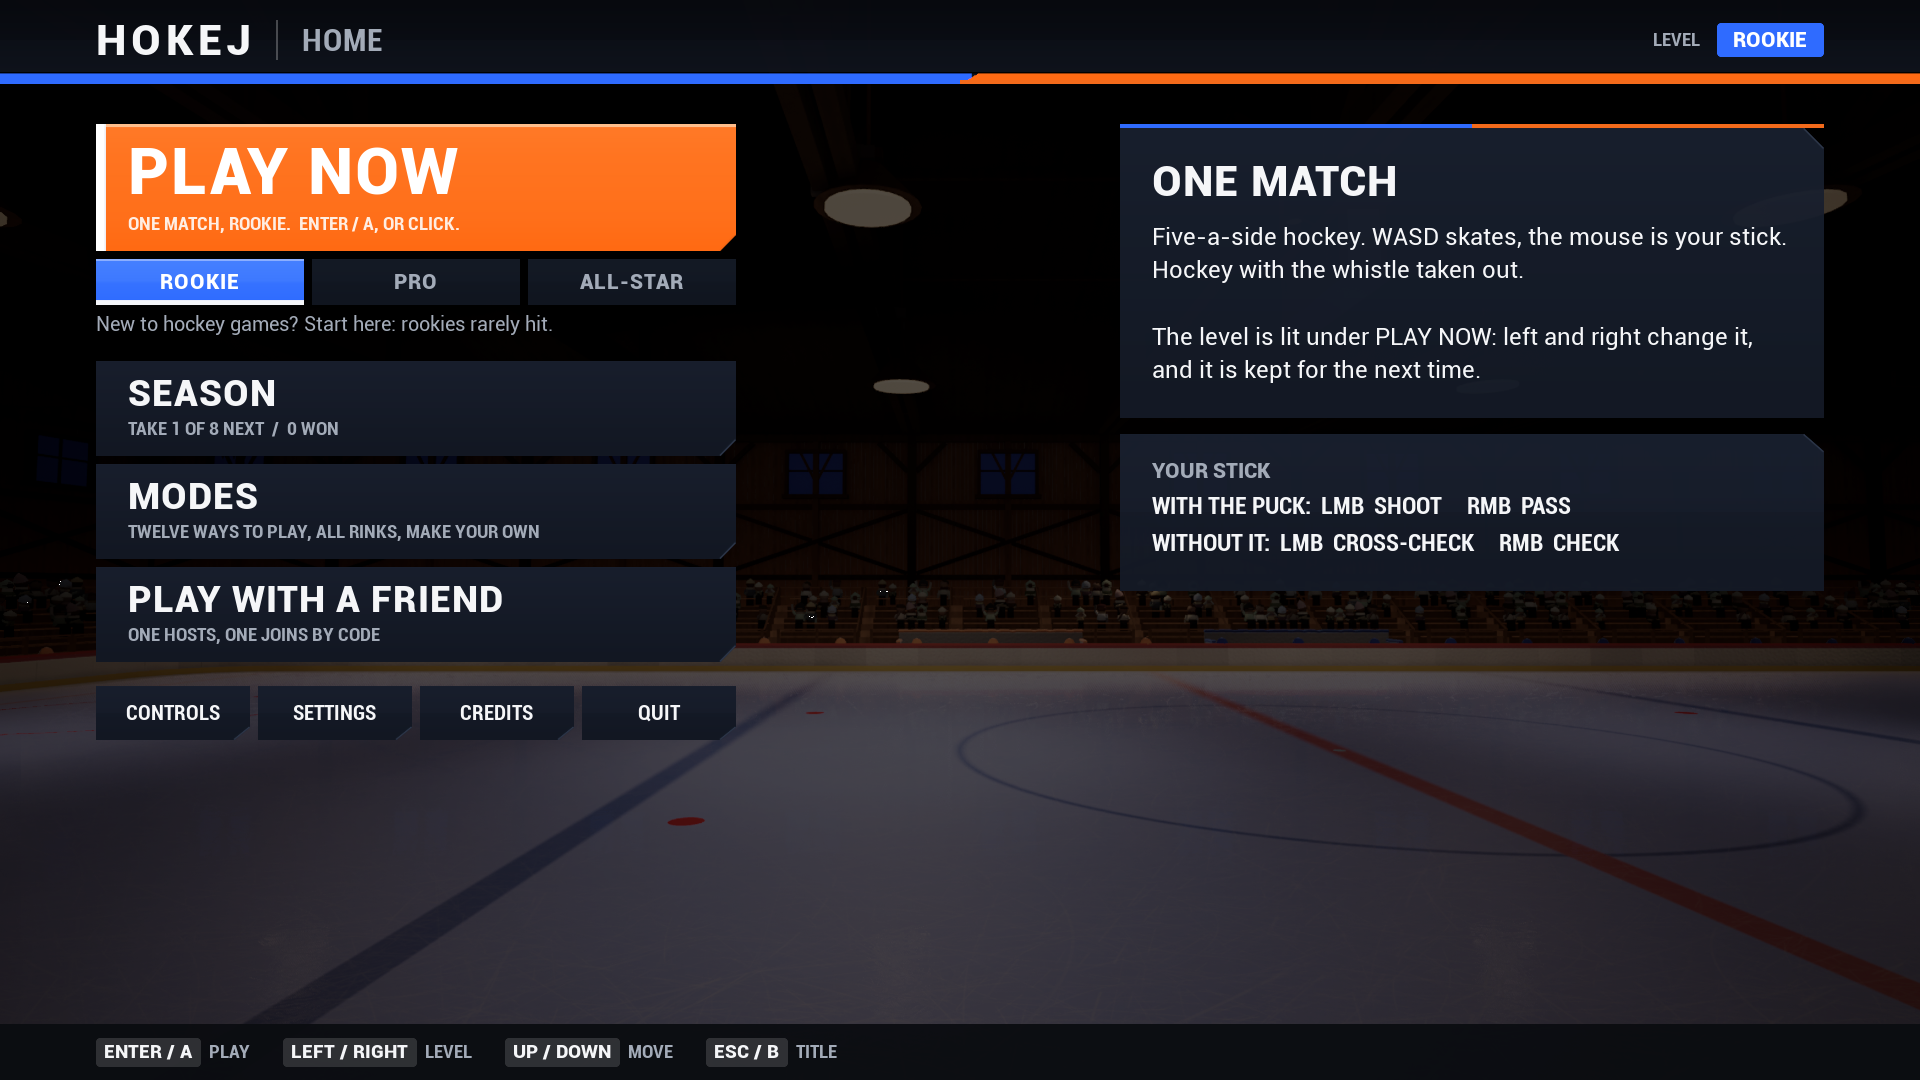 HOKEJ
HOME
LEVEL
ROOKIE
PLAY NOW
ONE MATCH, ROOKIE. ENTER / A, OR CLICK.
ROOKIE
PRO
ALL-STAR
New to hockey games? Start here: rookies rarely hit.
SEASON
TAKE 1 OF 8 NEXT / 0 WON
MODES
TWELVE WAYS TO PLAY, ALL RINKS, MAKE YOUR OWN
PLAY WITH A FRIEND
ONE HOSTS, ONE JOINS BY CODE
CONTROLS
SETTINGS
CREDITS
QUIT
ONE MATCH
Five-a-side hockey. WASD skates, the mouse is your stick.
Hockey with the whistle taken out.
The level is lit under PLAY NOW: left and right change it,
and it is kept for the next time.
YOUR STICK
WITH THE PUCK: LMB SHOOT RMB PASS
WITHOUT IT: LMB CROSS-CHECK RMB CHECK
ENTER / A PLAY
LEFT / RIGHT LEVEL
UP / DOWN MOVE
ESC / B TITLE